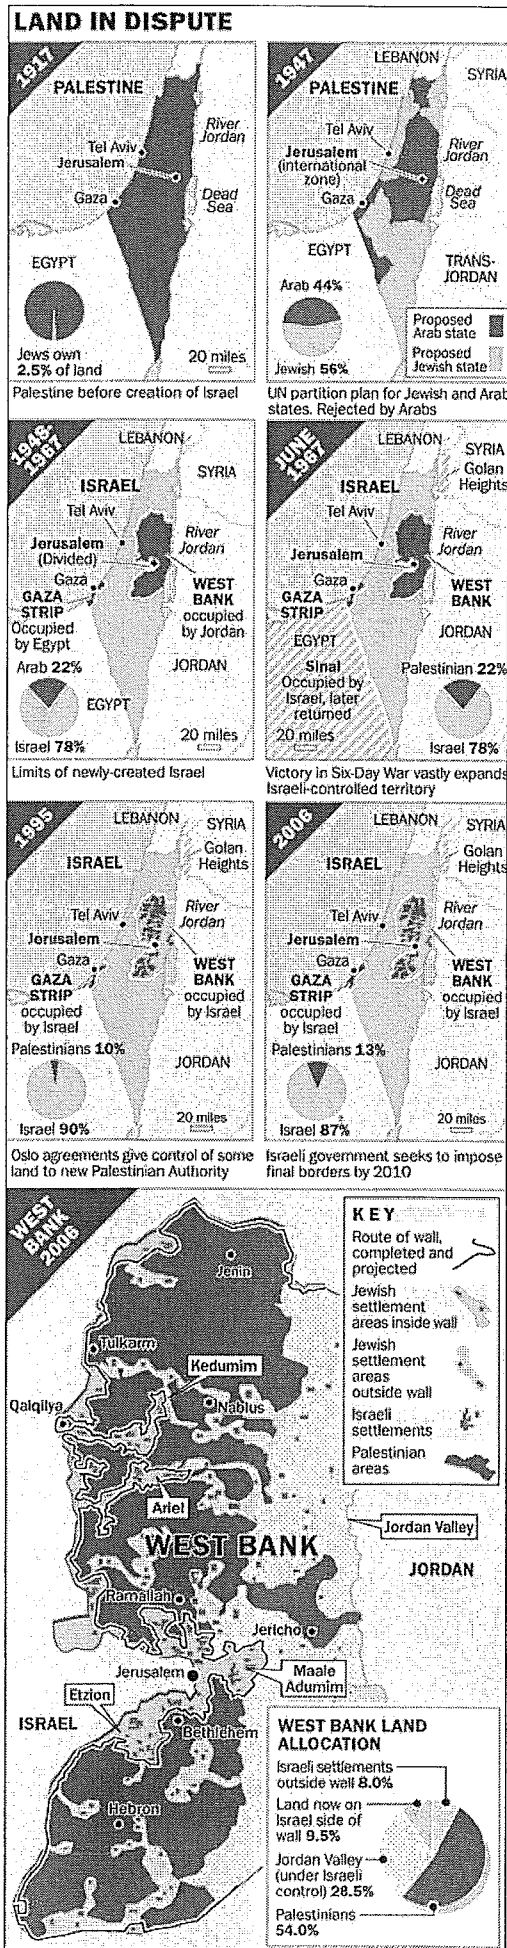 LAND IN DISPUTE
1917
PALESTINE
Tel Aviv
Jerusalem
Gaza
River
Jordan
Dead
Sea
EGYPT
Jews own
2.5% of land
20 miles
Palestine before creation of Israel
1947
LEBANON
SYRIA
PALESTINE
Tel Aviv
Jerusalem
(international
zone)
Gaza
River
Jordan
Dead
Sea
EGYPT
TRANS-
JORDAN
Arab 44%
Jewish 56%
Proposed
Arab state
Proposed
Jewish state
UN partition plan for Jewish and Arab
states. Rejected by Arabs
1948-
1967
LEBANON
SYRIA
ISRAEL
Tel Aviv
Jerusalem
(Divided)
River
Jordan
Gaza
GAZA
STRIP
Occupied
by Egypt
WEST
BANK
occupied
by Jordan
JORDAN
Arab 22%
EGYPT
Israel 78%
20 miles
Limits of newly-created Israel
JUNE
1967
LEBANON
SYRIA
Golan
Heights
ISRAEL
Tel Aviv
River
Jordan
Jerusalem
Gaza
GAZA
STRIP
WEST
BANK
EGYPT
JORDAN
Sinai
Occupied by
Israel, later
returned
Palestinian 22%
20 miles
Israel 78%
Victory in Six-Day War vastly expands
Israeli-controlled territory
1995
LEBANON
SYRIA
Golan
Heights
ISRAEL
Tel Aviv
River
Jordan
Jerusalem
Gaza
GAZA
STRIP
occupied
by Israel
WEST
BANK
occupied
by Israel
Palestinians 10%
JORDAN
Israel 90%
20 miles
Oslo agreements give control of some
land to new Palestinian Authority
2006
LEBANON
SYRIA
Golan
Heights
ISRAEL
Tel Aviv
River
Jordan
Jerusalem
Gaza
GAZA
STRIP
occupied
by Israel
WEST
BANK
occupied
by Israel
Palestinians 13%
JORDAN
Israel 87%
20 miles
Israeli government seeks to impose
final borders by 2010
WEST
BANK
2006
Jenin
Tulkarm
Kedumim
Qalqilya
Nablus
Ariel
WEST BANK
Jordan Valley
JORDAN
Ramallah
Jericho
Jerusalem
Maale
Adumim
Etzion
ISRAEL
Bethlehem
Hebron
KEY
Route of wall,
completed and
projected
Jewish
settlement
areas inside wall
Jewish
settlement
areas
outside wall
Israeli
settlements
Palestinian
areas
WEST BANK LAND
ALLOCATION
Israeli settlements
outside wall 8.0%
Land now on
Israel side of
wall 9.5%
Jordan Valley
(under Israeli
control) 28.5%
Palestinians
54.0%